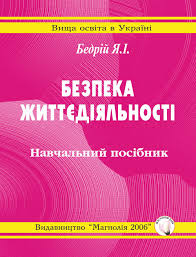 Вища освіта в Україні
Бедрій Я.І.
БЕЗПЕКА
ЖИТТЄДІЯЛЬНОСТІ
Навчальний посібник
Видавництво "Магнолія 2006"